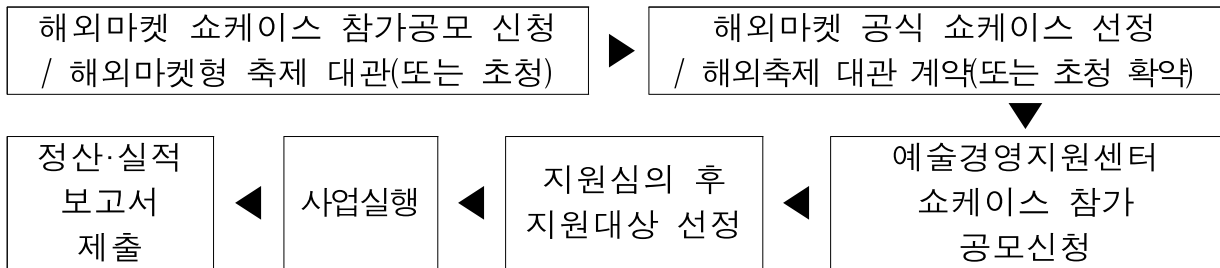 해외마켓 쇼케이스 참가공모 신청
/ 해외마켓형 축제 대관(또는 초청)
해외마켓 공식 쇼케이스 선정
/ 해외축제 대관 계약(또는 초청 확약)
예술경영지원센터
쇼케이스 참가
공모신청
지원심의 후
지원대상 선정
사업실행
정산·실적
보고서
제출